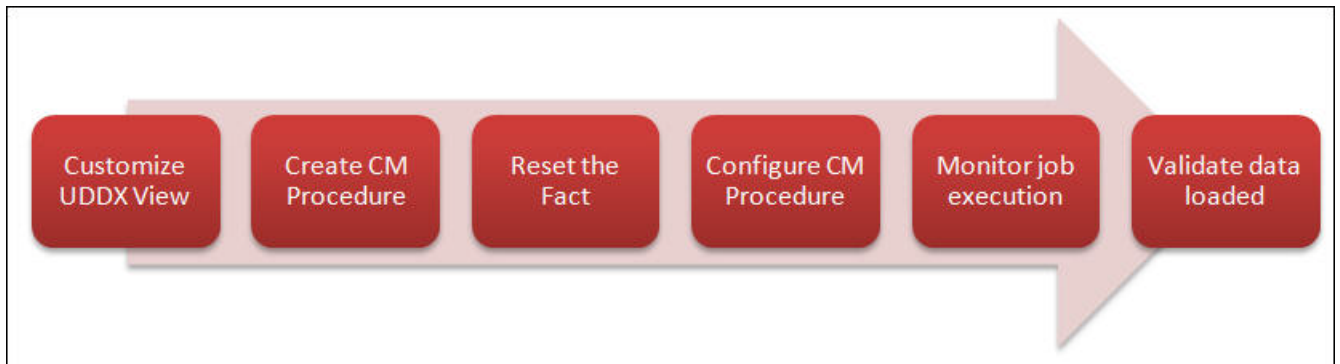 Customize
UDDX View
Create CM
Procedure
Reset the
Fact
Configure CM
Procedure
Monitor job
execution
Validate data
loaded